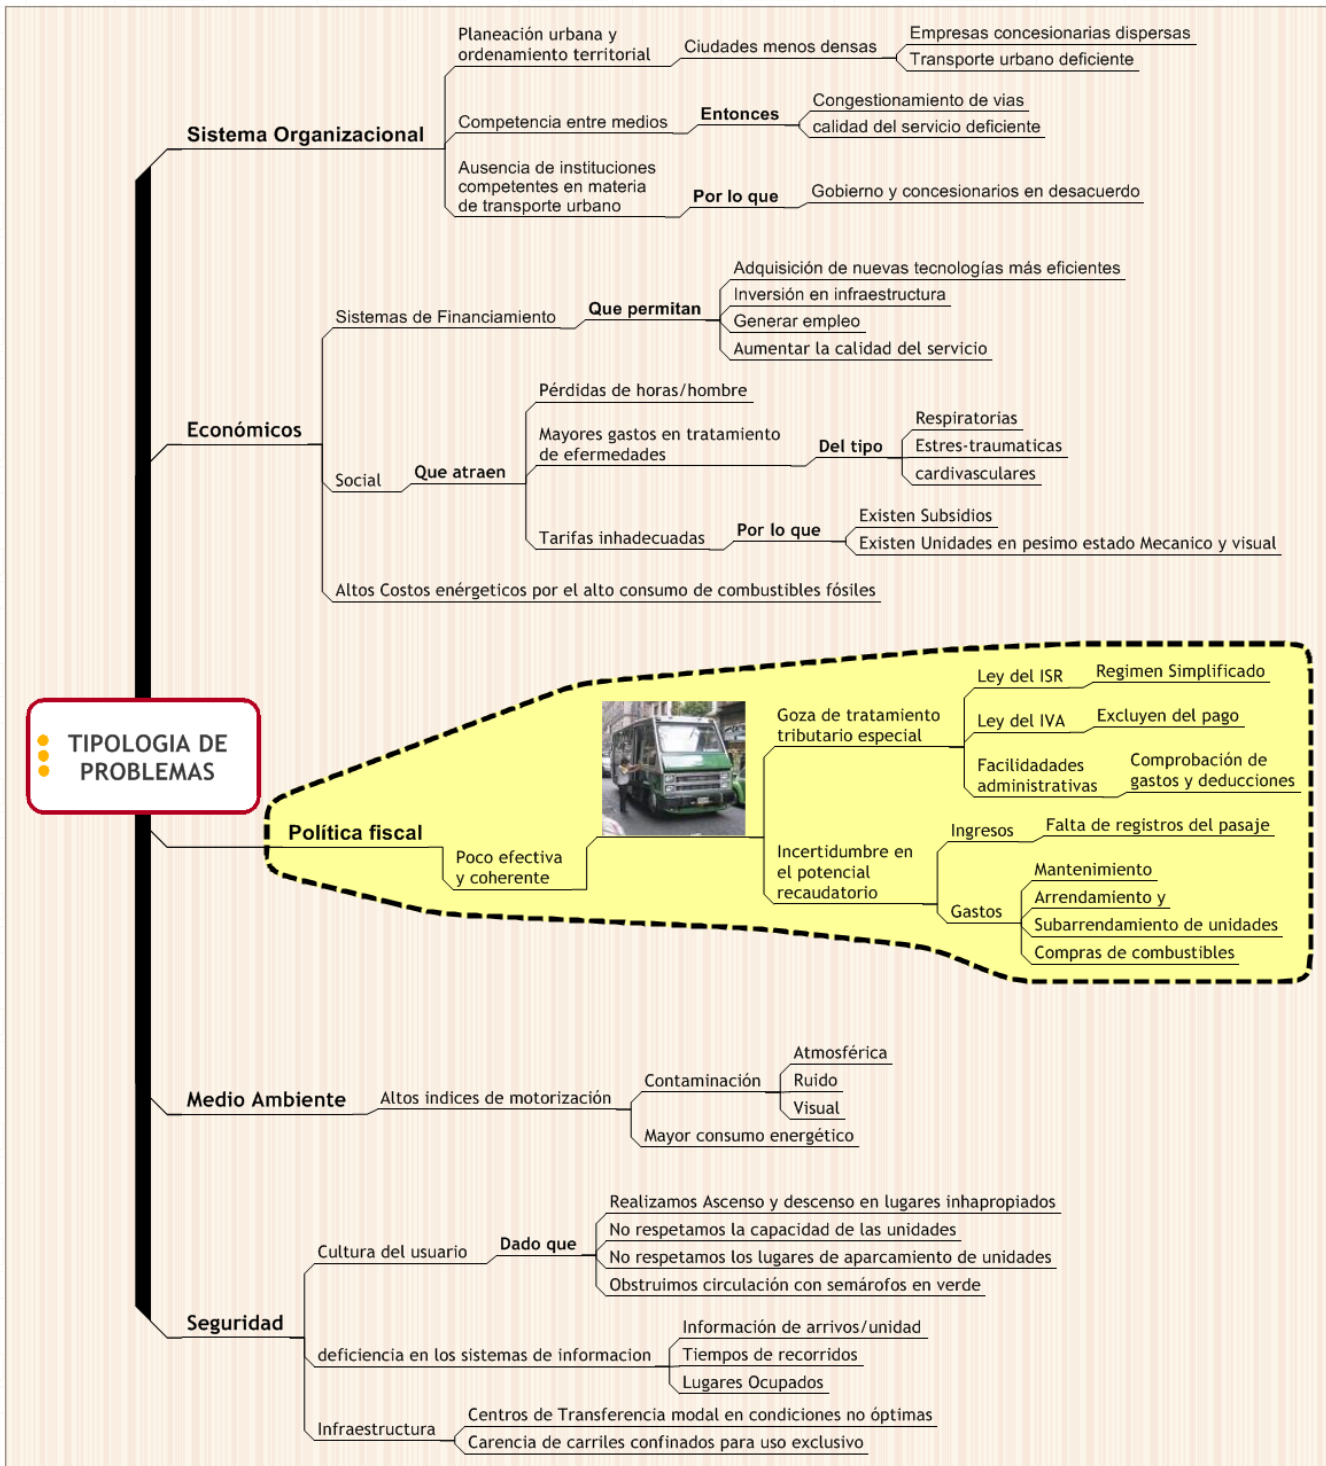 Planeación urbana y
ordenamiento territorial
Ciudades menos densas
Empresas concesionarias dispersas
Transporte urbano deficiente
Sistema Organizacional
Competencia entre medios
Entonces
Congestionamiento de vias
calidad del servicio deficiente
Ausencia de instituciones
competentes en materia
de transporte urbano
Por lo que
Gobierno y concesionarios en desacuerdo
Económicos
Sistemas de Financiamiento
Que permitan
Adquisición de nuevas tecnologías más eficientes
Inversión en infraestructura
Generar empleo
Aumentar la calidad del servicio
Social
Que atraen
Pérdidas de horas/hombre
Mayores gastos en tratamiento
de efermedades
Del tipo
Respiratorias
Estres-traumaticas
cardivasculares
Tarifas inhadecuadas
Por lo que
Existen Subsidios
Existen Unidades en pesimo estado Mecanico y visual
Altos Costos enérgeticos por el alto consumo de combustibles fósiles
TIPOLOGIA DE
PROBLEMAS
Política fiscal
Poco efectiva
y coherente
Goza de tratamiento
tributario especial
Ley del ISR
Regimen Simplificado
Ley del IVA
Excluyen del pago
Facilidadades
administrativas
Comprobación de
gastos y deducciones
Incertidumbre en
el potencial
recaudatorio
Ingresos
Falta de registros del pasaje
Gastos
Mantenimiento
Arrendamiento y
Subarrendamiento de unidades
Compras de combustibles
Medio Ambiente
Altos indices de motorización
Contaminación
Atmosférica
Ruido
Visual
Mayor consumo energético
Seguridad
Cultura del usuario
Dado que
Realizamos Ascenso y descenso en lugares inhapropiados
No respetamos la capacidad de las unidades
No respetamos los lugares de aparcamiento de unidades
Obstruimos circulación con semárofos en verde
deficiencia en los sistemas de informacion
Información de arrivos/unidad
Tiempos de recorridos
Lugares Ocupados
Infraestructura
Centros de Transferencia modal en condiciones no óptimas
Carencia de carriles confinados para uso exclusivo